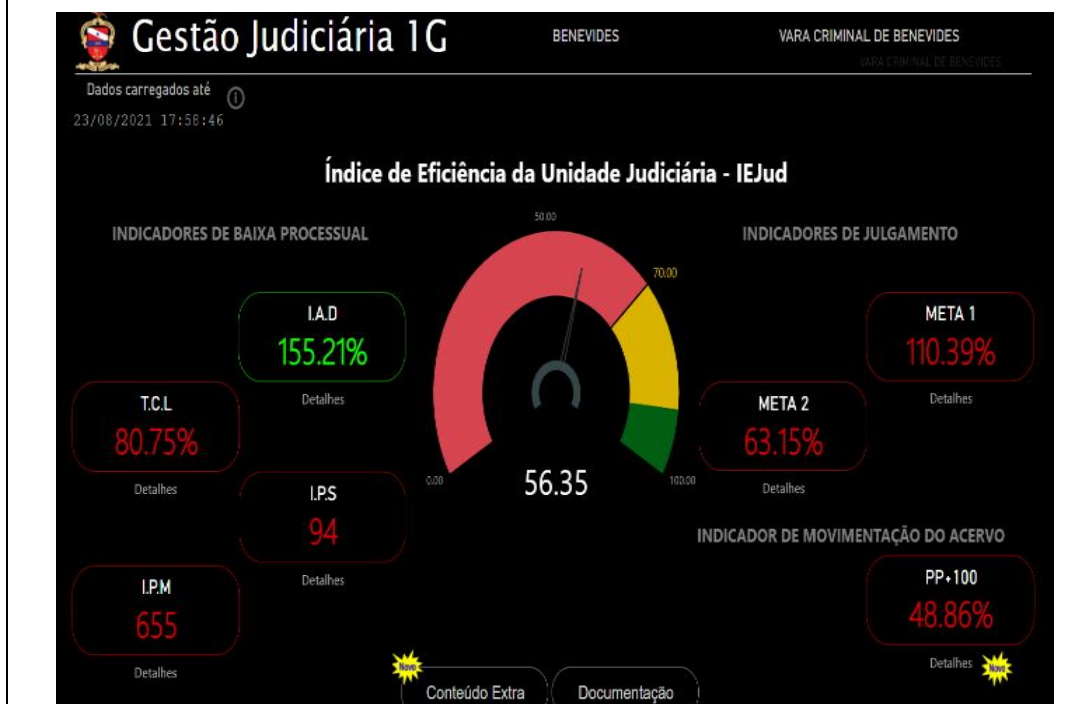 Gestão Judiciária 1G
BENEVIDES
VARA CRIMINAL DE BENEVIDES
VARA CRIMINAL DE BENEVIDES
Dados carregados até
23/08/2021 17:58:46
Índice de Eficiência da Unidade Judiciária - IEJud
INDICADORES DE BAIXA PROCESSUAL
I.A.D
155.21%
Detalhes
T.C.L
80.75%
Detalhes
I.P.S
94
Detalhes
I.P.M
655
Detalhes
50.00
70.00
0.00
56.35
100.00
INDICADORES DE JULGAMENTO
META 1
110.39%
Detalhes
META 2
63.15%
Detalhes
INDICADOR DE MOVIMENTAÇÃO DO ACERVO
PP+100
48.86%
Detalhes
Novo
Novo
Conteúdo Extra
Documentação